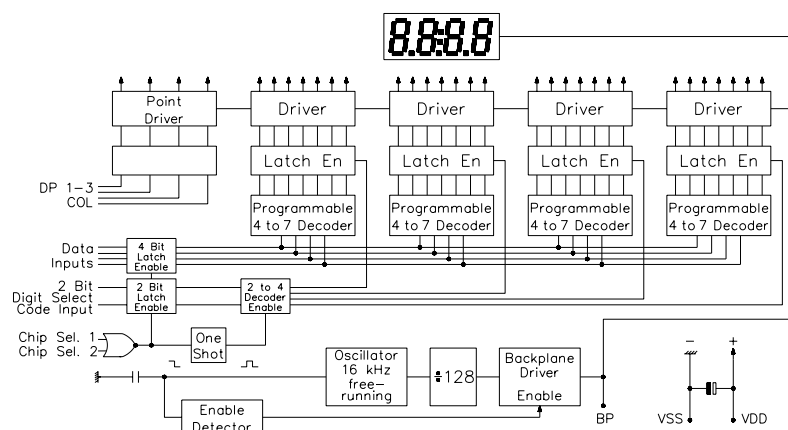 8.8:8.8
Point
Driver
Driver
Driver
Driver
Driver
Latch En
Latch En
Latch En
Latch En
DP 1-3
COL
Programmable
4 to 7 Decoder
Programmable
4 to 7 Decoder
Programmable
4 to 7 Decoder
Programmable
4 to 7 Decoder
Data
Inputs
4 Bit
Latch
Enable
2 Bit
Digit Select
Code Input
2 Bit
Latch
Enable
2 to 4
Decoder
Enable
Chip Sel. 1
Chip Sel. 2
One
Shot
Oscillator
16 kHz
free-
running
÷128
Backplane
Driver
Enable
- +
Enable
Detector
BP
VSS
VDD